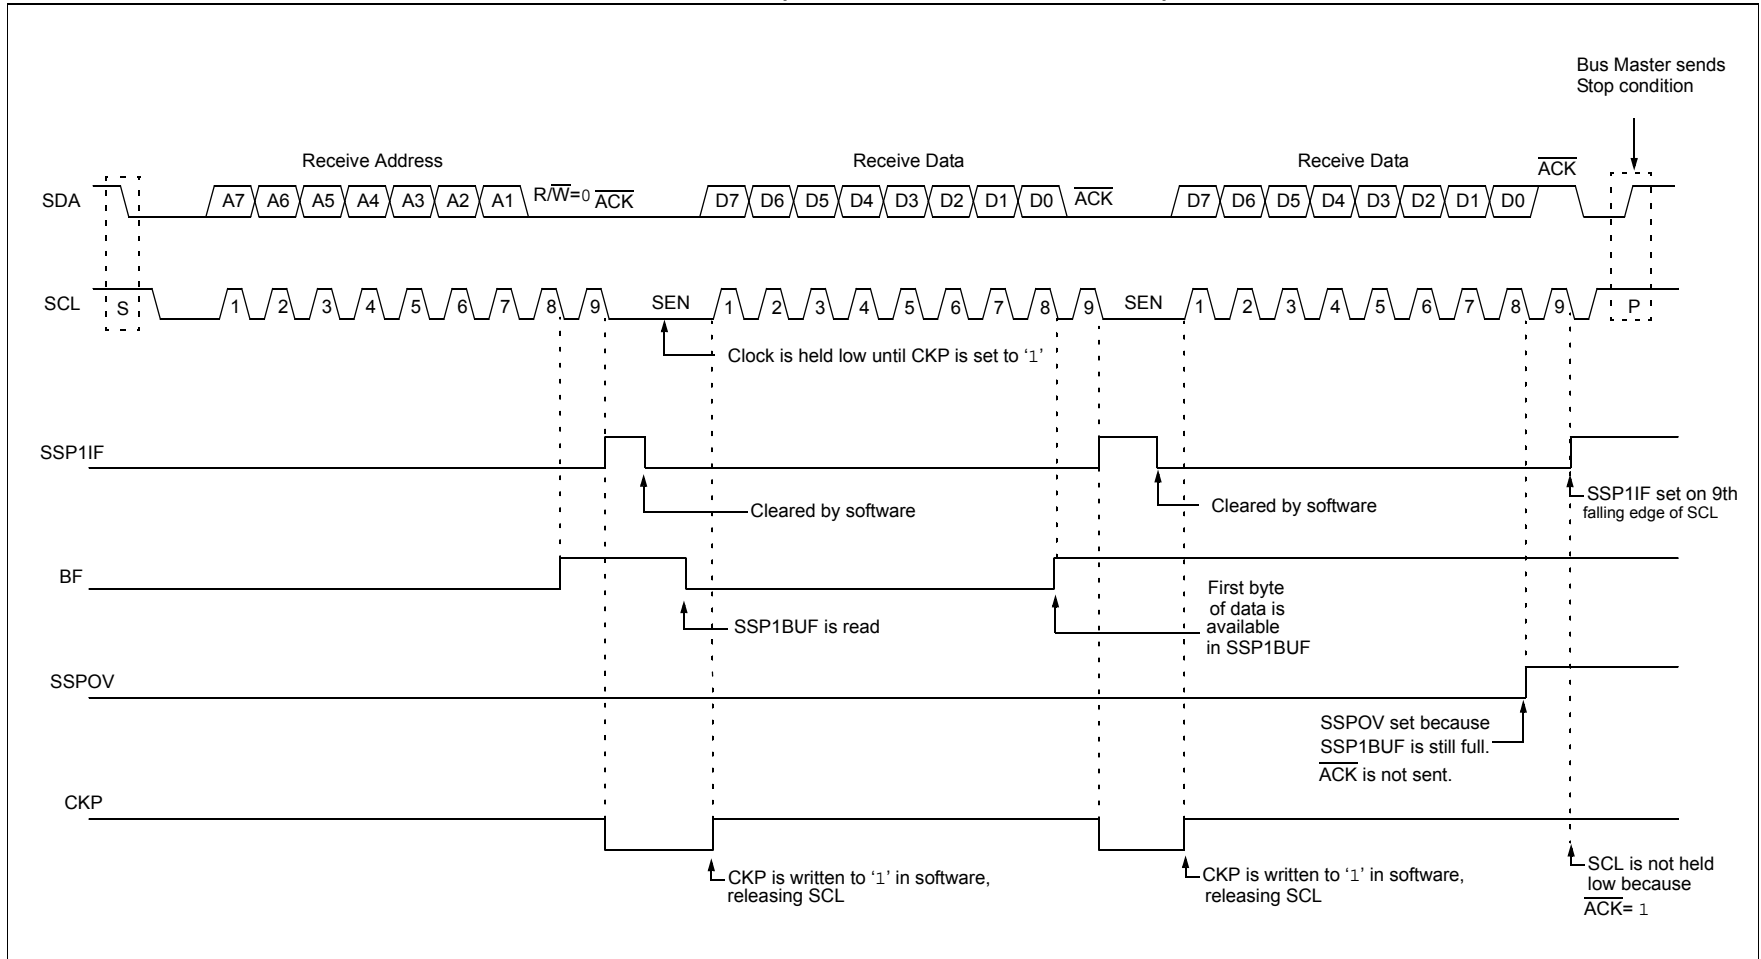 Bus Master sends
Stop condition
Receive Address
Receive Data
Receive Data
ACK
SDA
A7 A6 A5 A4 A3 A2 A1 R/W=0 ACK
D7 D6 D5 D4 D3 D2 D1 D0 ACK
D7 D6 D5 D4 D3 D2 D1 D0
SCL
S
1 2 3 4 5 6 7 8 9
SEN
1 2 3 4 5 6 7 8 9
SEN
1 2 3 4 5 6 7 8 9
P
Clock is held low until CKP is set to ‘1’
SSP1IF
Cleared by software
Cleared by software
SSP1IF set on 9th
falling edge of SCL
BF
SSP1BUF is read
First byte
of data is
available
in SSP1BUF
SSPOV
SSPOV set because
SSP1BUF is still full.
ACK is not sent.
CKP
CKP is written to ‘1’ in software,
releasing SCL
CKP is written to ‘1’ in software,
releasing SCL
SCL is not held
low because
ACK= 1